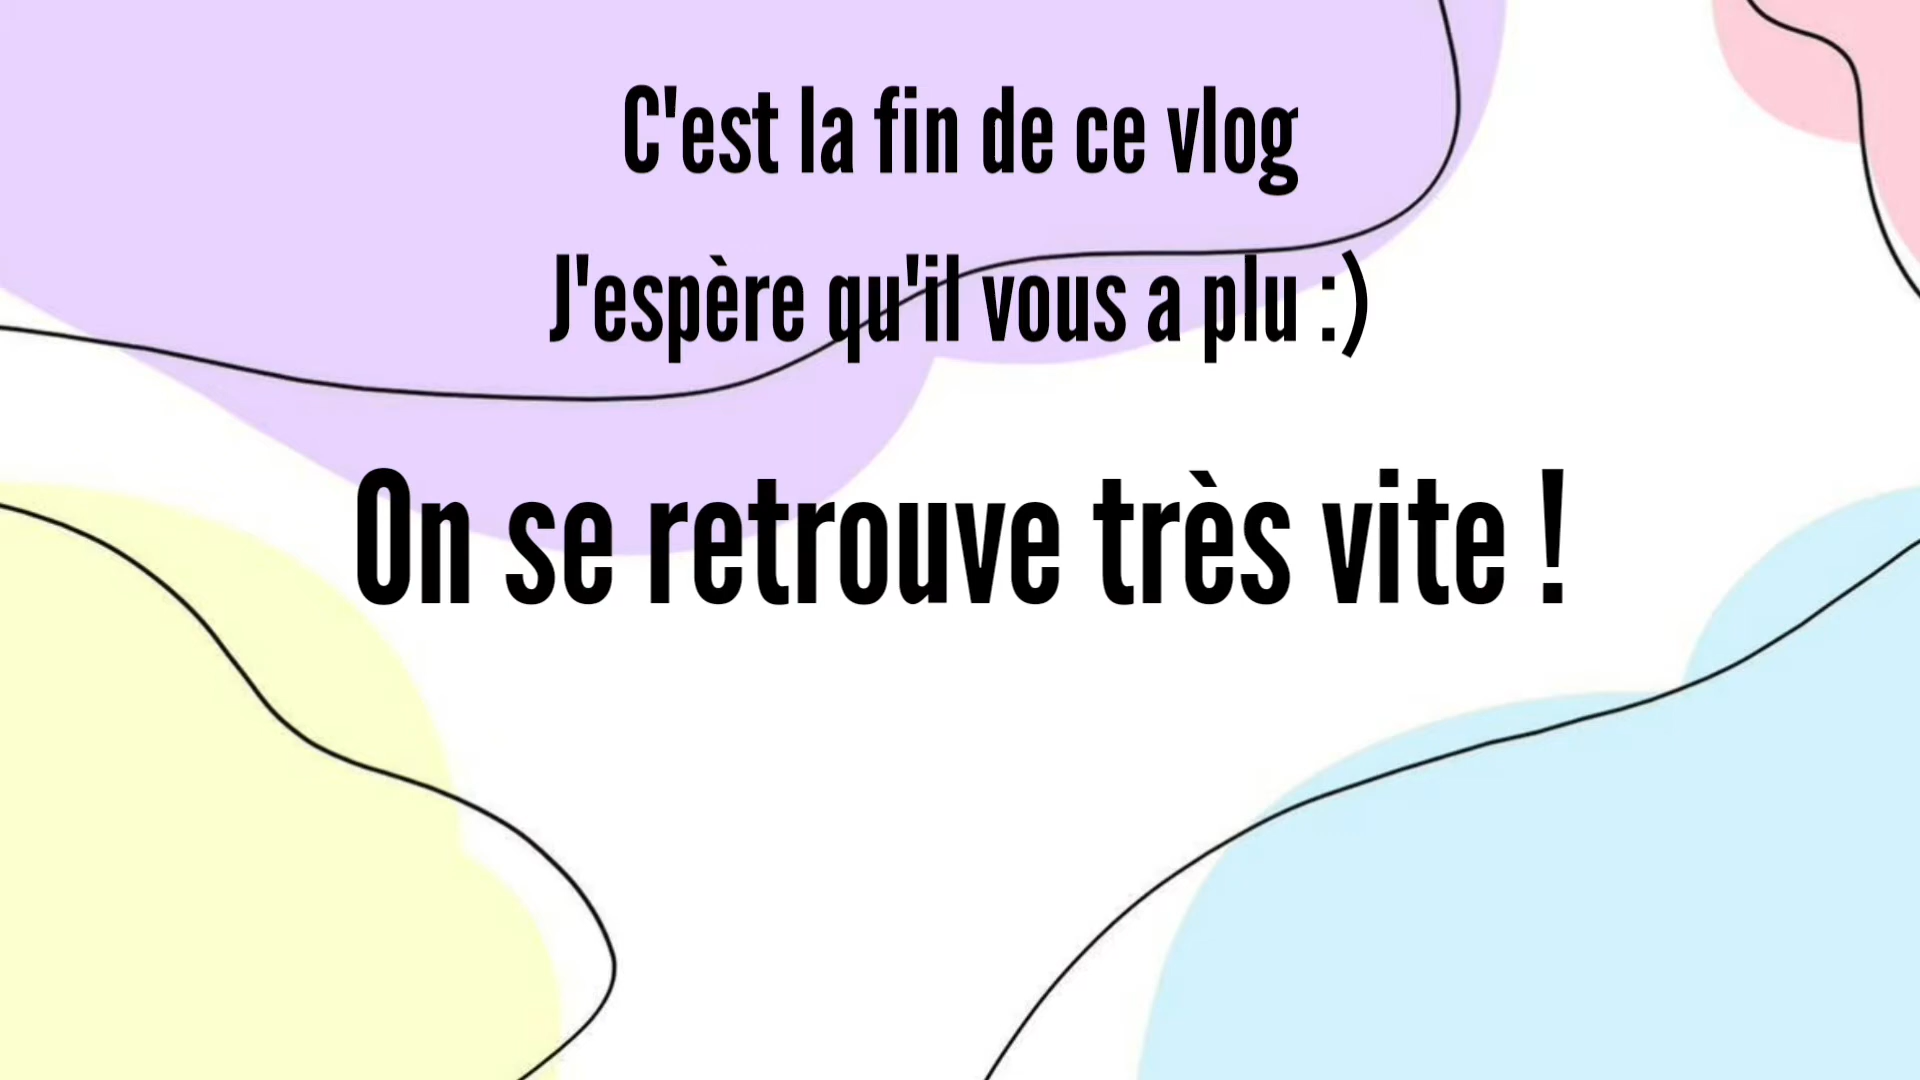 C'est la fin de ce vlog
J'espère qu'il vous a plu :)
On se retrouve très vite !